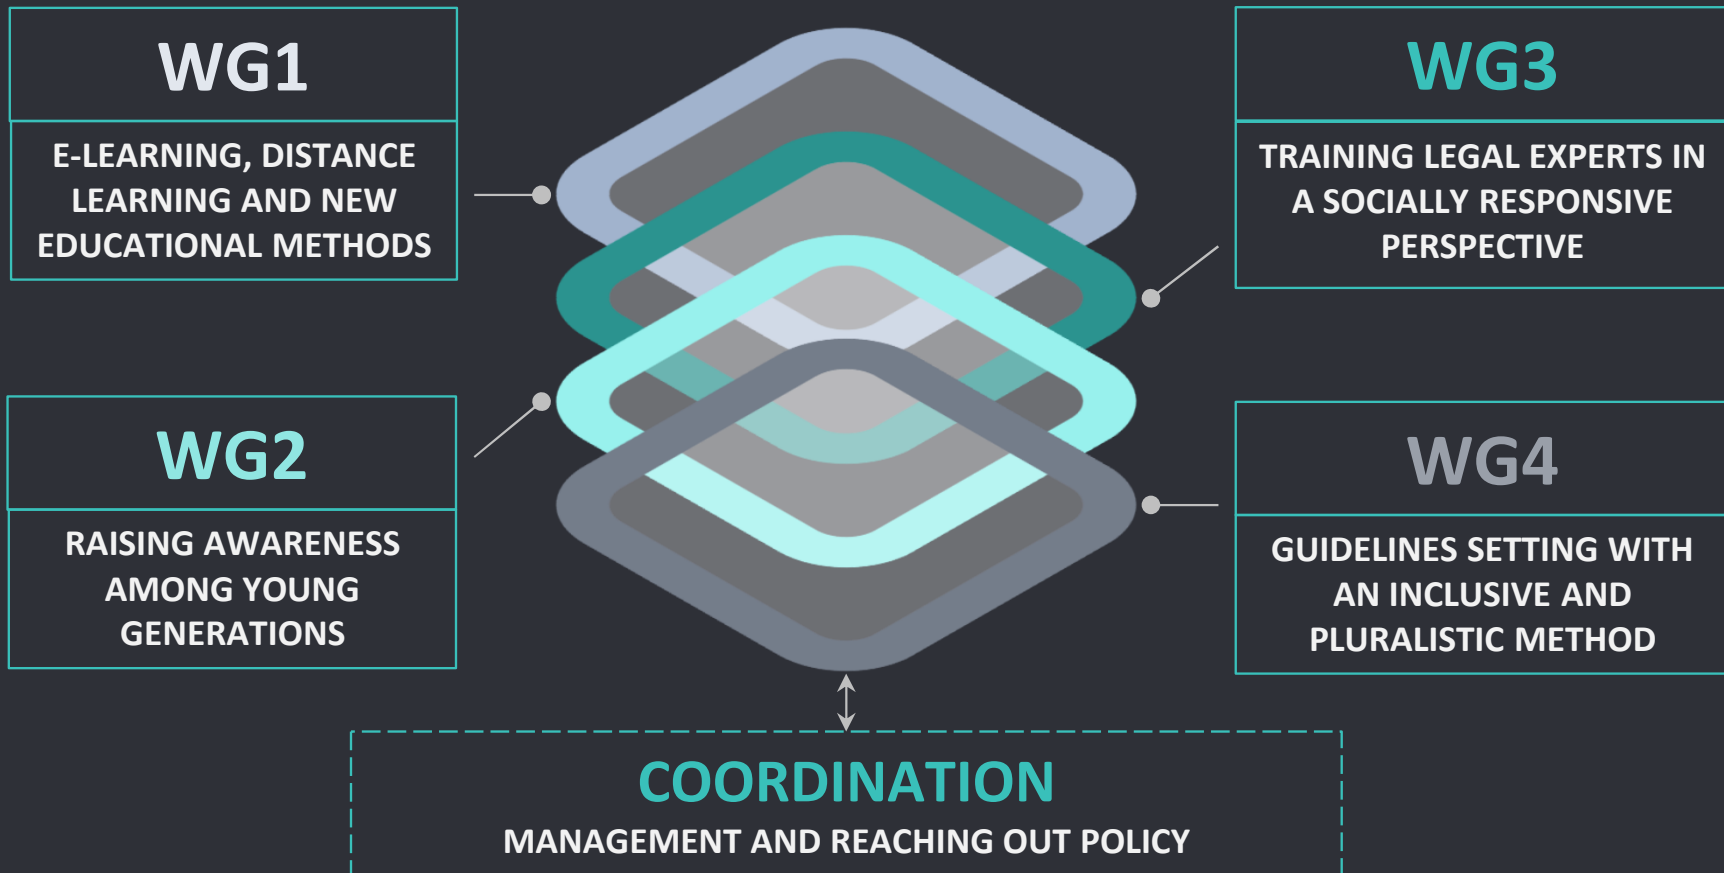 WG1
E-LEARNING, DISTANCE
LEARNING AND NEW
EDUCATIONAL METHODS
WG2
RAISING AWARENESS
AMONG YOUNG
GENERATIONS
WG3
TRAINING LEGAL EXPERTS IN
A SOCIALLY RESPONSIVE
PERSPECTIVE
WG4
GUIDELINES SETTING WITH
AN INCLUSIVE AND
PLURALISTIC METHOD
COORDINATION
MANAGEMENT AND REACHING OUT POLICY